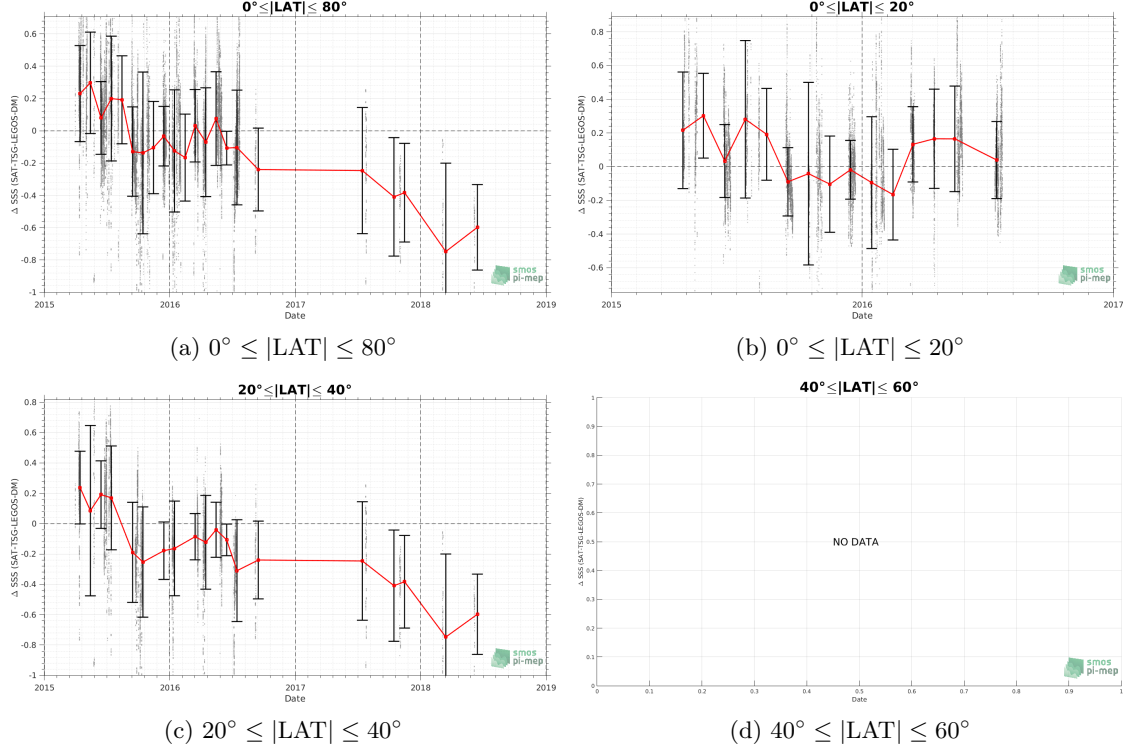 0°≤|LAT|≤ 80°
Δ SSS (SAT-TSG-LEGOS-DM)
0.6
0.4
0.2
0
-0.2
-0.4
-0.6
-0.8
-1
2015
2016
2017
2018
2019
Date
smos
pi-mep
(a) 0° ≤ |LAT| ≤ 80°
0°≤|LAT|≤ 20°
Δ SSS (SAT-TSG-LEGOS-DM)
0.8
0.6
0.4
0.2
0
-0.2
-0.4
-0.6
2015
2016
2017
Date
smos
pi-mep
(b) 0° ≤ |LAT| ≤ 20°
20°≤|LAT|≤ 40°
Δ SSS (SAT-TSG-LEGOS-DM)
0.8
0.6
0.4
0.2
0
-0.2
-0.4
-0.6
-0.8
-1
2015
2016
2017
2018
2019
Date
smos
pi-mep
(c) 20° ≤ |LAT| ≤ 40°
40°≤|LAT|≤ 60°
Δ SSS (SAT-TSG-LEGOS-DM)
1
0.9
0.8
0.7
0.6
0.5
0.4
0.3
0.2
0.1
0
NO DATA
0
0.1
0.2
0.3
0.4
0.5
0.6
0.7
0.8
0.9
1
Date
smos
pi-mep
(d) 40° ≤ |LAT| ≤ 60°